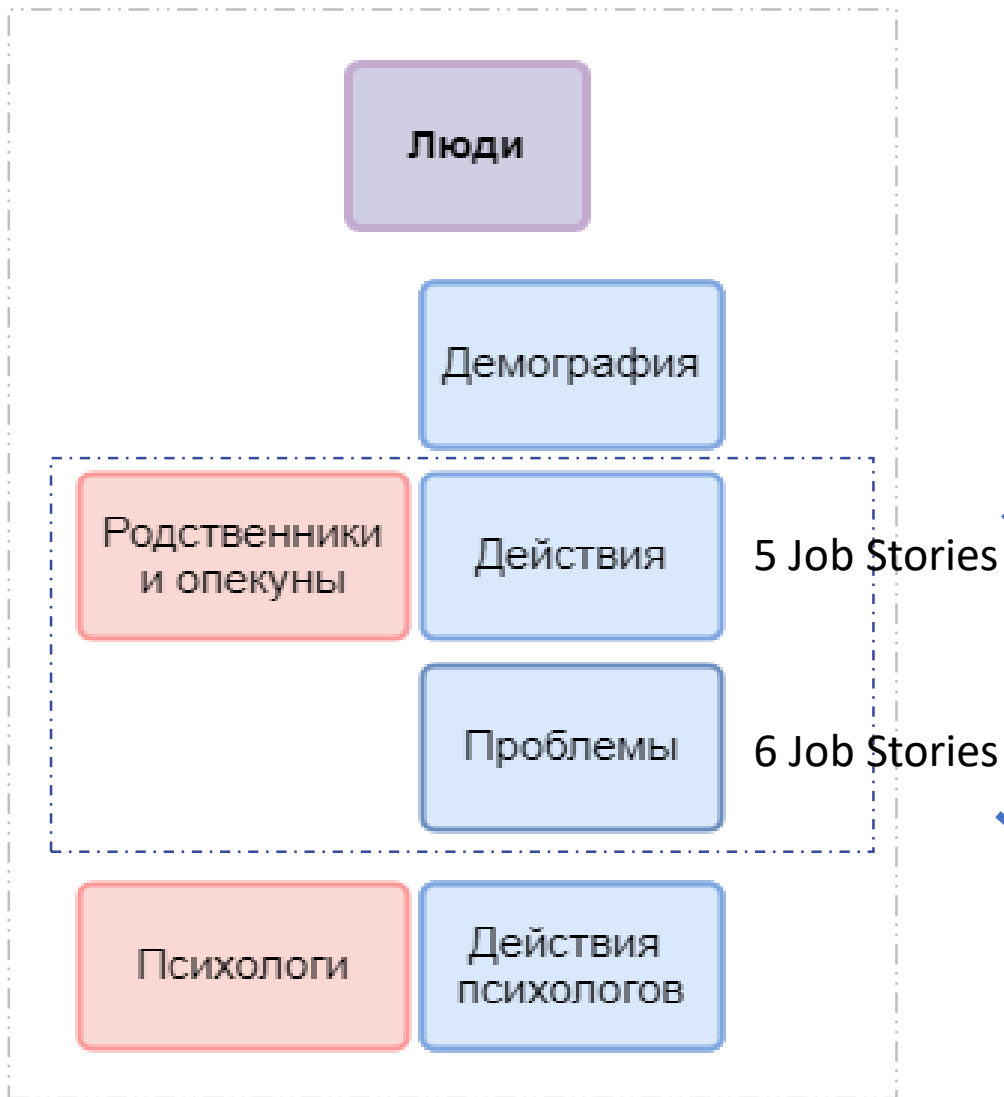 Люди
Демография
Родственники
и опекуны
Действия
5 Job Stories
Проблемы
6 Job Stories
Психологи
Действия
психологов